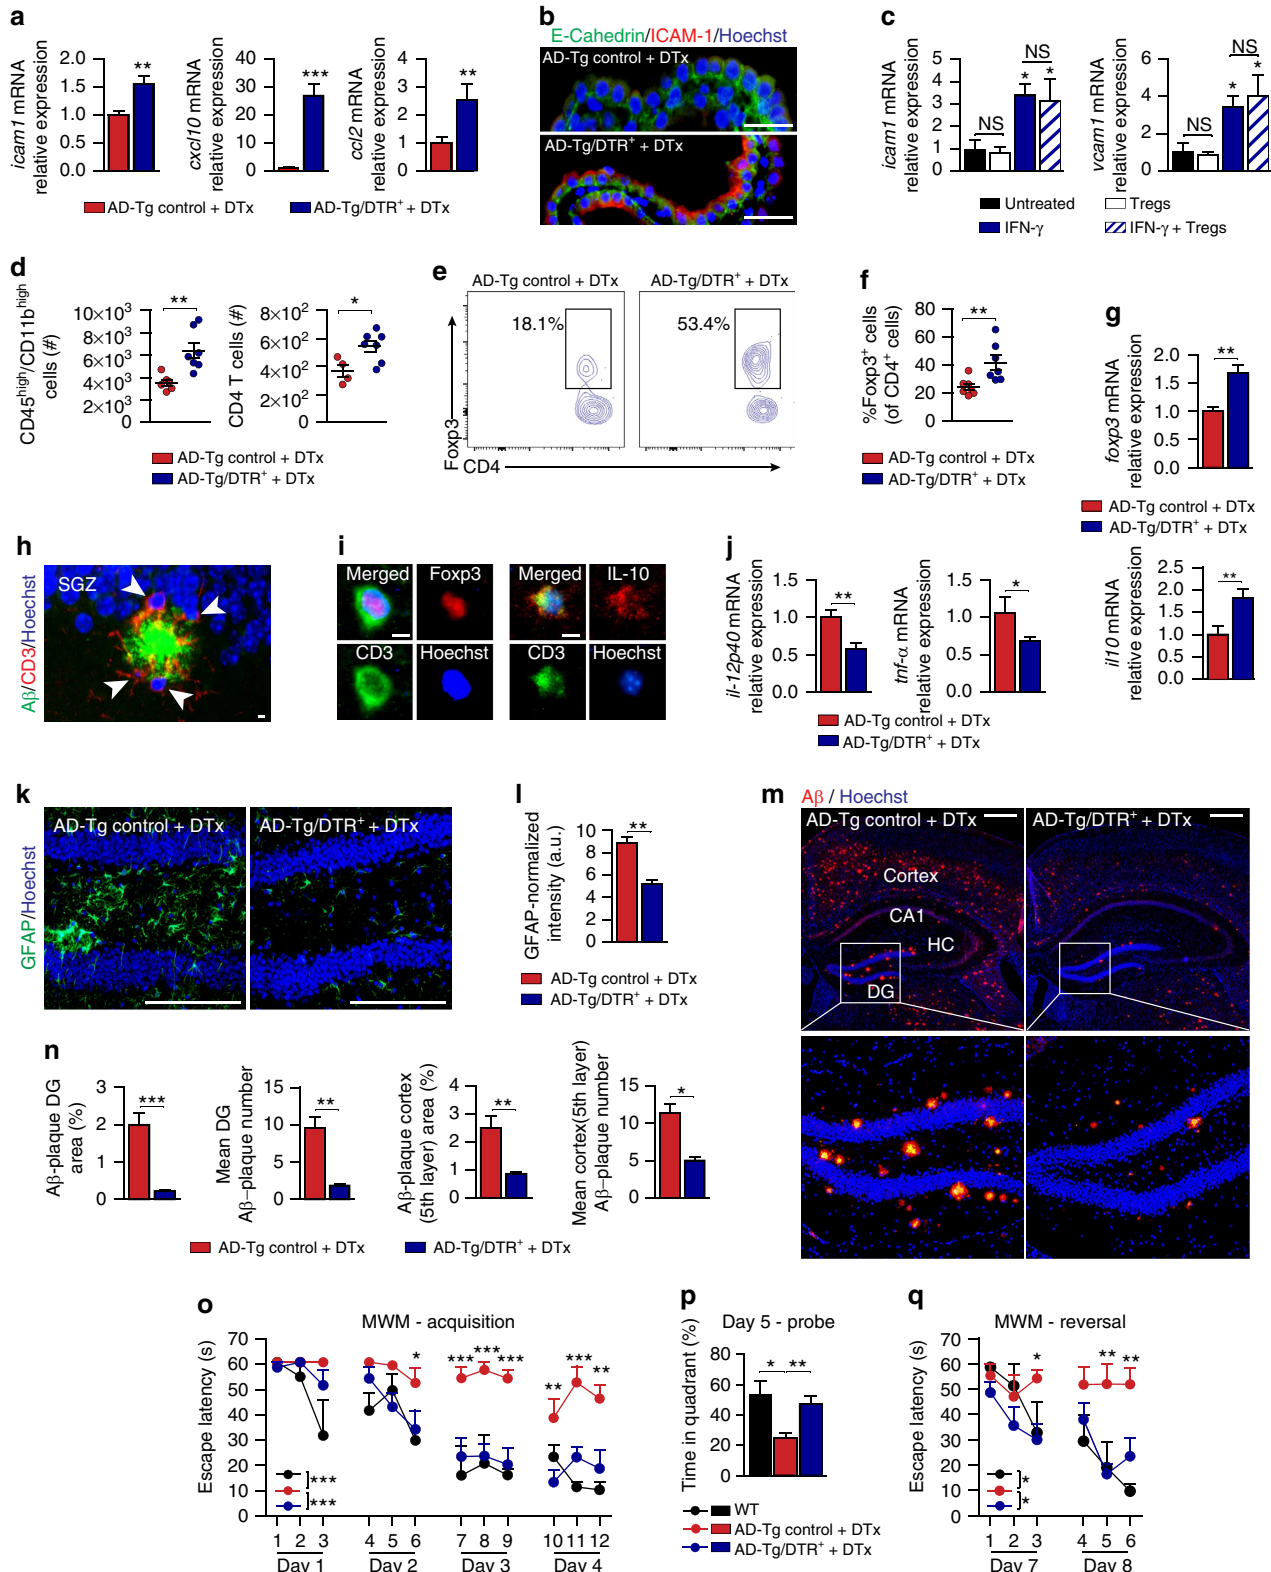 a
icam1 mRNA
relative expression
2.0
1.5
1.0
0.5
0.0
**
cxcl10 mRNA
relative expression
40
30
20
10
0
***
ccl2 mRNA
relative expression
4
3
2
1
0
**
AD-Tg control + DTx
AD-Tg/DTR+ + DTx
b
E-Cahedrin/ICAM-1/Hoechst
AD-Tg control + DTx
AD-Tg/DTR+ + DTx
c
icam1 mRNA
relative expression
5
4
3
2
1
0
NS
*
*
NS
vcam1 mRNA
relative expression
6
4
2
0
NS
*
*
NS
Untreated
Tregs
IFN-γ
IFN-γ + Tregs
d
CD45high/CD11bhigh
cells (#)
10×10³
8×10³
6×10³
4×10³
2×10³
0
**
CD4 T cells (#)
8×10²
6×10²
4×10²
2×10²
0
*
AD-Tg control + DTx
AD-Tg/DTR+ + DTx
e
AD-Tg control + DTx
AD-Tg/DTR+ + DTx
18.1%
53.4%
Foxp3
CD4
f
%Foxp3+ cells
(of CD4+ cells)
80
60
40
20
0
**
AD-Tg control + DTx
AD-Tg/DTR+ + DTx
g
foxp3 mRNA
relative expression
2.0
1.5
1.0
0.5
0.0
**
AD-Tg control + DTx
AD-Tg/DTR+ + DTx
il10 mRNA
relative expression
2.5
2.0
1.5
1.0
0.5
0.0
**
h
Aβ/CD3/Hoechst
SGZ
i
Merged
Foxp3
CD3
Hoechst
Merged
IL-10
CD3
Hoechst
j
il-12p40 mRNA
relative expression
1.5
1.0
0.5
0.0
**
tnf-α mRNA
relative expression
1.5
1.0
0.5
0.0
*
AD-Tg control + DTx
AD-Tg/DTR+ + DTx
k
GFAP/Hoechst
AD-Tg control + DTx
AD-Tg/DTR+ + DTx
l
GFAP-normalized
intensity (a.u.)
10
8
6
4
2
0
**
AD-Tg control + DTx
AD-Tg/DTR+ + DTx
m
Aβ / Hoechst
AD-Tg control + DTx
AD-Tg/DTR+ + DTx
Cortex
CA1
HC
DG
n
Aβ-plaque DG
area (%)
3
2
1
0
***
Mean DG
Aβ–plaque number
15
10
5
0
**
Aβ-plaque cortex
(5th layer) area (%)
4
3
2
1
0
**
Mean cortex(5th layer)
Aβ–plaque number
15
10
5
0
*
AD-Tg control + DTx
AD-Tg/DTR+ + DTx
o
MWM - acquisition
Escape latency (s)
70
60
50
40
30
20
10
0
*
***
***
***
**
***
**
***
***
1 2 3
4 5 6
7 8 9
10 11 12
Day 1
Day 2
Day 3
Day 4
p
Day 5 - probe
Time in quadrant (%)
80
60
40
20
0
*
**
WT
AD-Tg control + DTx
AD-Tg/DTR+ + DTx
q
MWM - reversal
Escape latency (s)
70
60
50
40
30
20
10
0
*
**
**
*
*
1 2 3
4 5 6
Day 7
Day 8